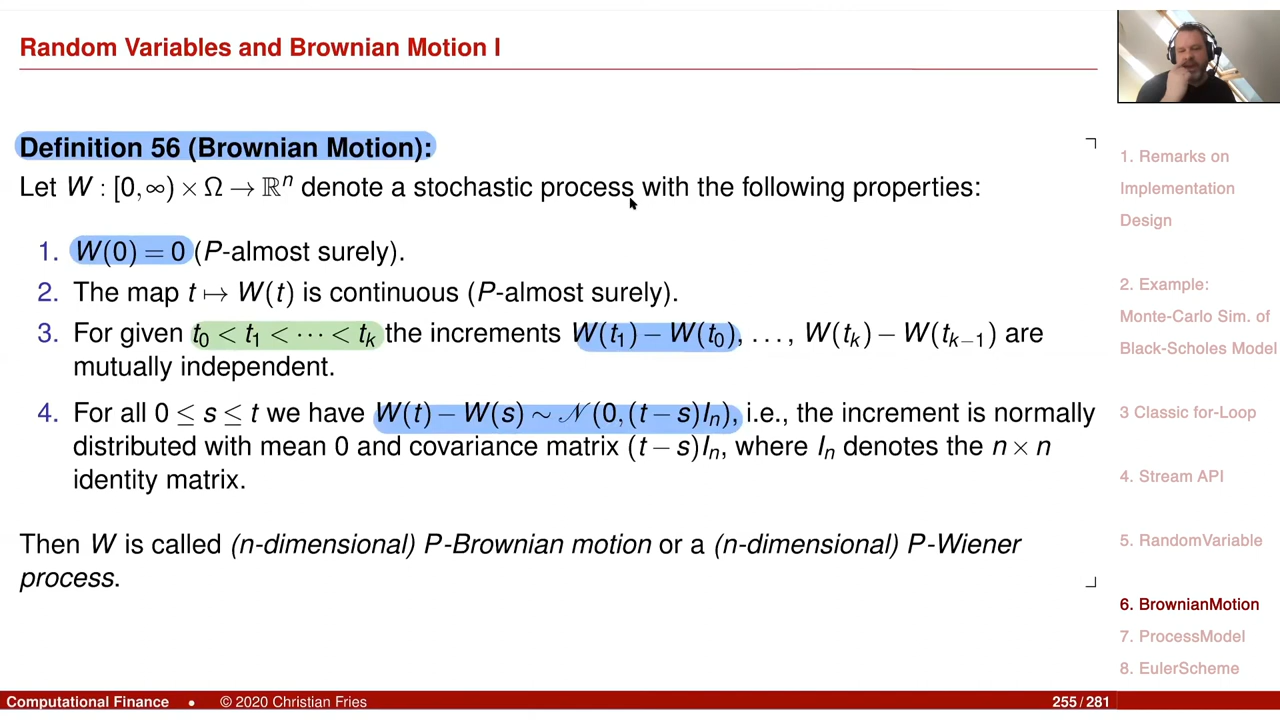 Random Variables and Brownian Motion I
Definition 56 (Brownian Motion):
Let W : [0,∞) × Ω → ℝⁿ denote a stochastic process with the following properties:
1. W(0) = 0 (P-almost surely).
2. The map t ↦ W(t) is continuous (P-almost surely).
3. For given t₀ < t₁ < ⋯ < tₖ the increments W(t₁) − W(t₀), …, W(tₖ) − W(tₖ₋₁) are
mutually independent.
4. For all 0 ≤ s ≤ t we have W(t) − W(s) ∼ 𝒩(0,(t − s)Iₙ), i.e., the increment is normally
distributed with mean 0 and covariance matrix (t − s)Iₙ, where Iₙ denotes the n × n
identity matrix.
Then W is called (n-dimensional) P-Brownian motion or a (n-dimensional) P-Wiener
process.
1. Remarks on
Implementation
Design
2. Example:
Monte-Carlo Sim. of
Black-Scholes Model
3 Classic for-Loop
4. Stream API
5. RandomVariable
6. BrownianMotion
7. ProcessModel
8. EulerScheme
Computational Finance • © 2020 Christian Fries 255 / 281